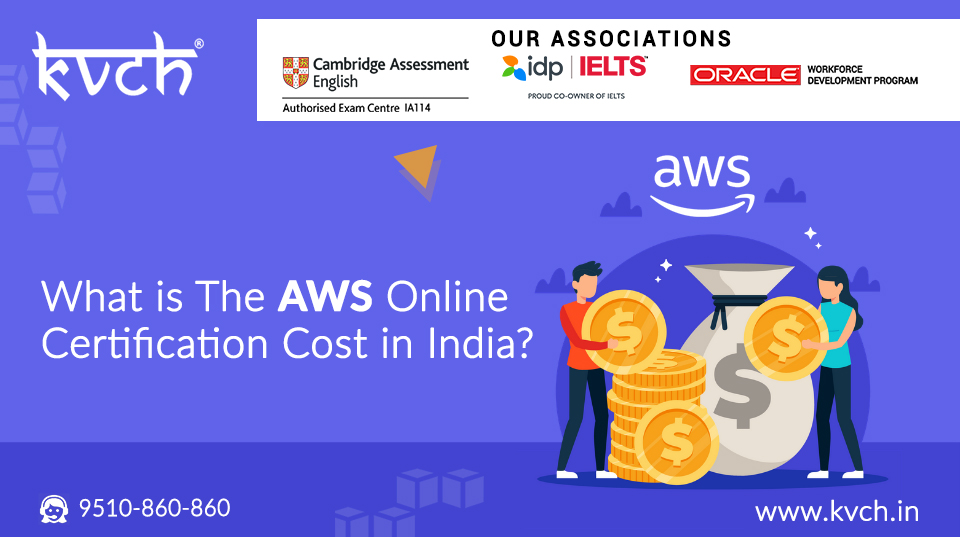 kvch®
OUR ASSOCIATIONS
Cambridge Assessment
English
Authorised Exam Centre IA114
idp | IELTS™
PROUD CO-OWNER OF IELTS
ORACLE
WORKFORCE
DEVELOPMENT PROGRAM
aws
What is The AWS Online
Certification Cost in India?
$
$
$
$
$
9510-860-860
www.kvch.in